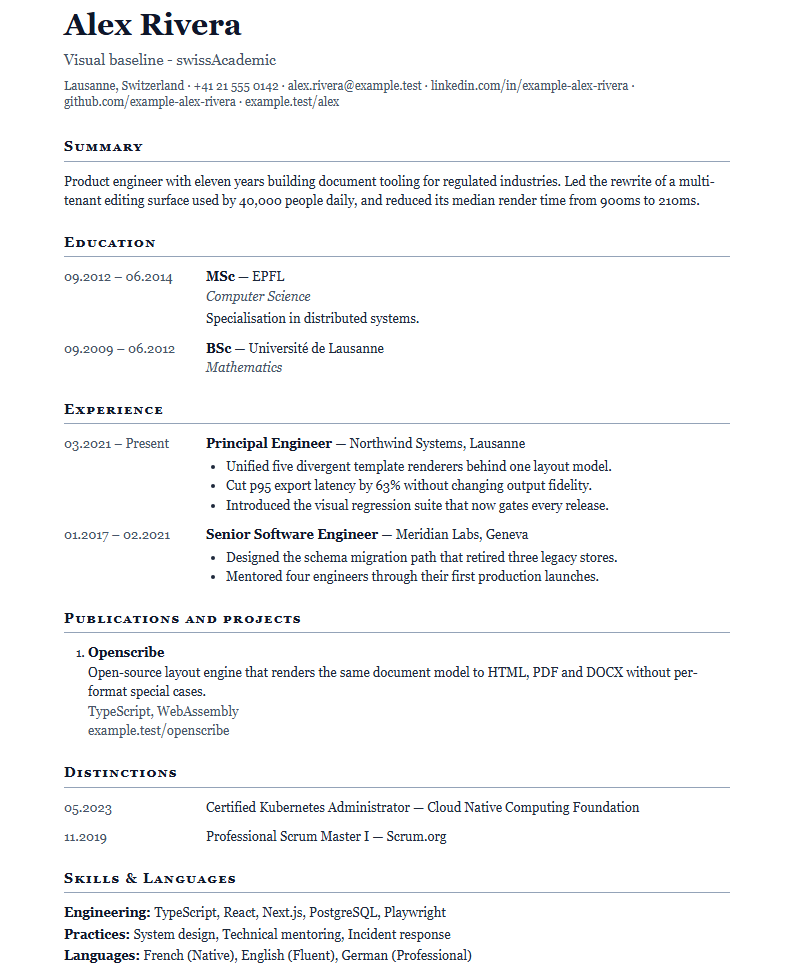 Alex Rivera
Visual baseline - swissAcademic
Lausanne, Switzerland · +41 21 555 0142 · alex.rivera@example.test · linkedin.com/in/example-alex-rivera ·
github.com/example-alex-rivera · example.test/alex
Summary
Product engineer with eleven years building document tooling for regulated industries. Led the rewrite of a multi-
tenant editing surface used by 40,000 people daily, and reduced its median render time from 900ms to 210ms.
Education
09.2012 – 06.2014 MSc — EPFL
Computer Science
Specialisation in distributed systems.
09.2009 – 06.2012 BSc — Université de Lausanne
Mathematics
Experience
03.2021 – Present Principal Engineer — Northwind Systems, Lausanne
• Unified five divergent template renderers behind one layout model.
• Cut p95 export latency by 63% without changing output fidelity.
• Introduced the visual regression suite that now gates every release.
01.2017 – 02.2021 Senior Software Engineer — Meridian Labs, Geneva
• Designed the schema migration path that retired three legacy stores.
• Mentored four engineers through their first production launches.
Publications and projects
1. Openscribe
Open-source layout engine that renders the same document model to HTML, PDF and DOCX without per-
format special cases.
TypeScript, WebAssembly
example.test/openscribe
Distinctions
05.2023 Certified Kubernetes Administrator — Cloud Native Computing Foundation
11.2019 Professional Scrum Master I — Scrum.org
Skills & Languages
Engineering: TypeScript, React, Next.js, PostgreSQL, Playwright
Practices: System design, Technical mentoring, Incident response
Languages: French (Native), English (Fluent), German (Professional)